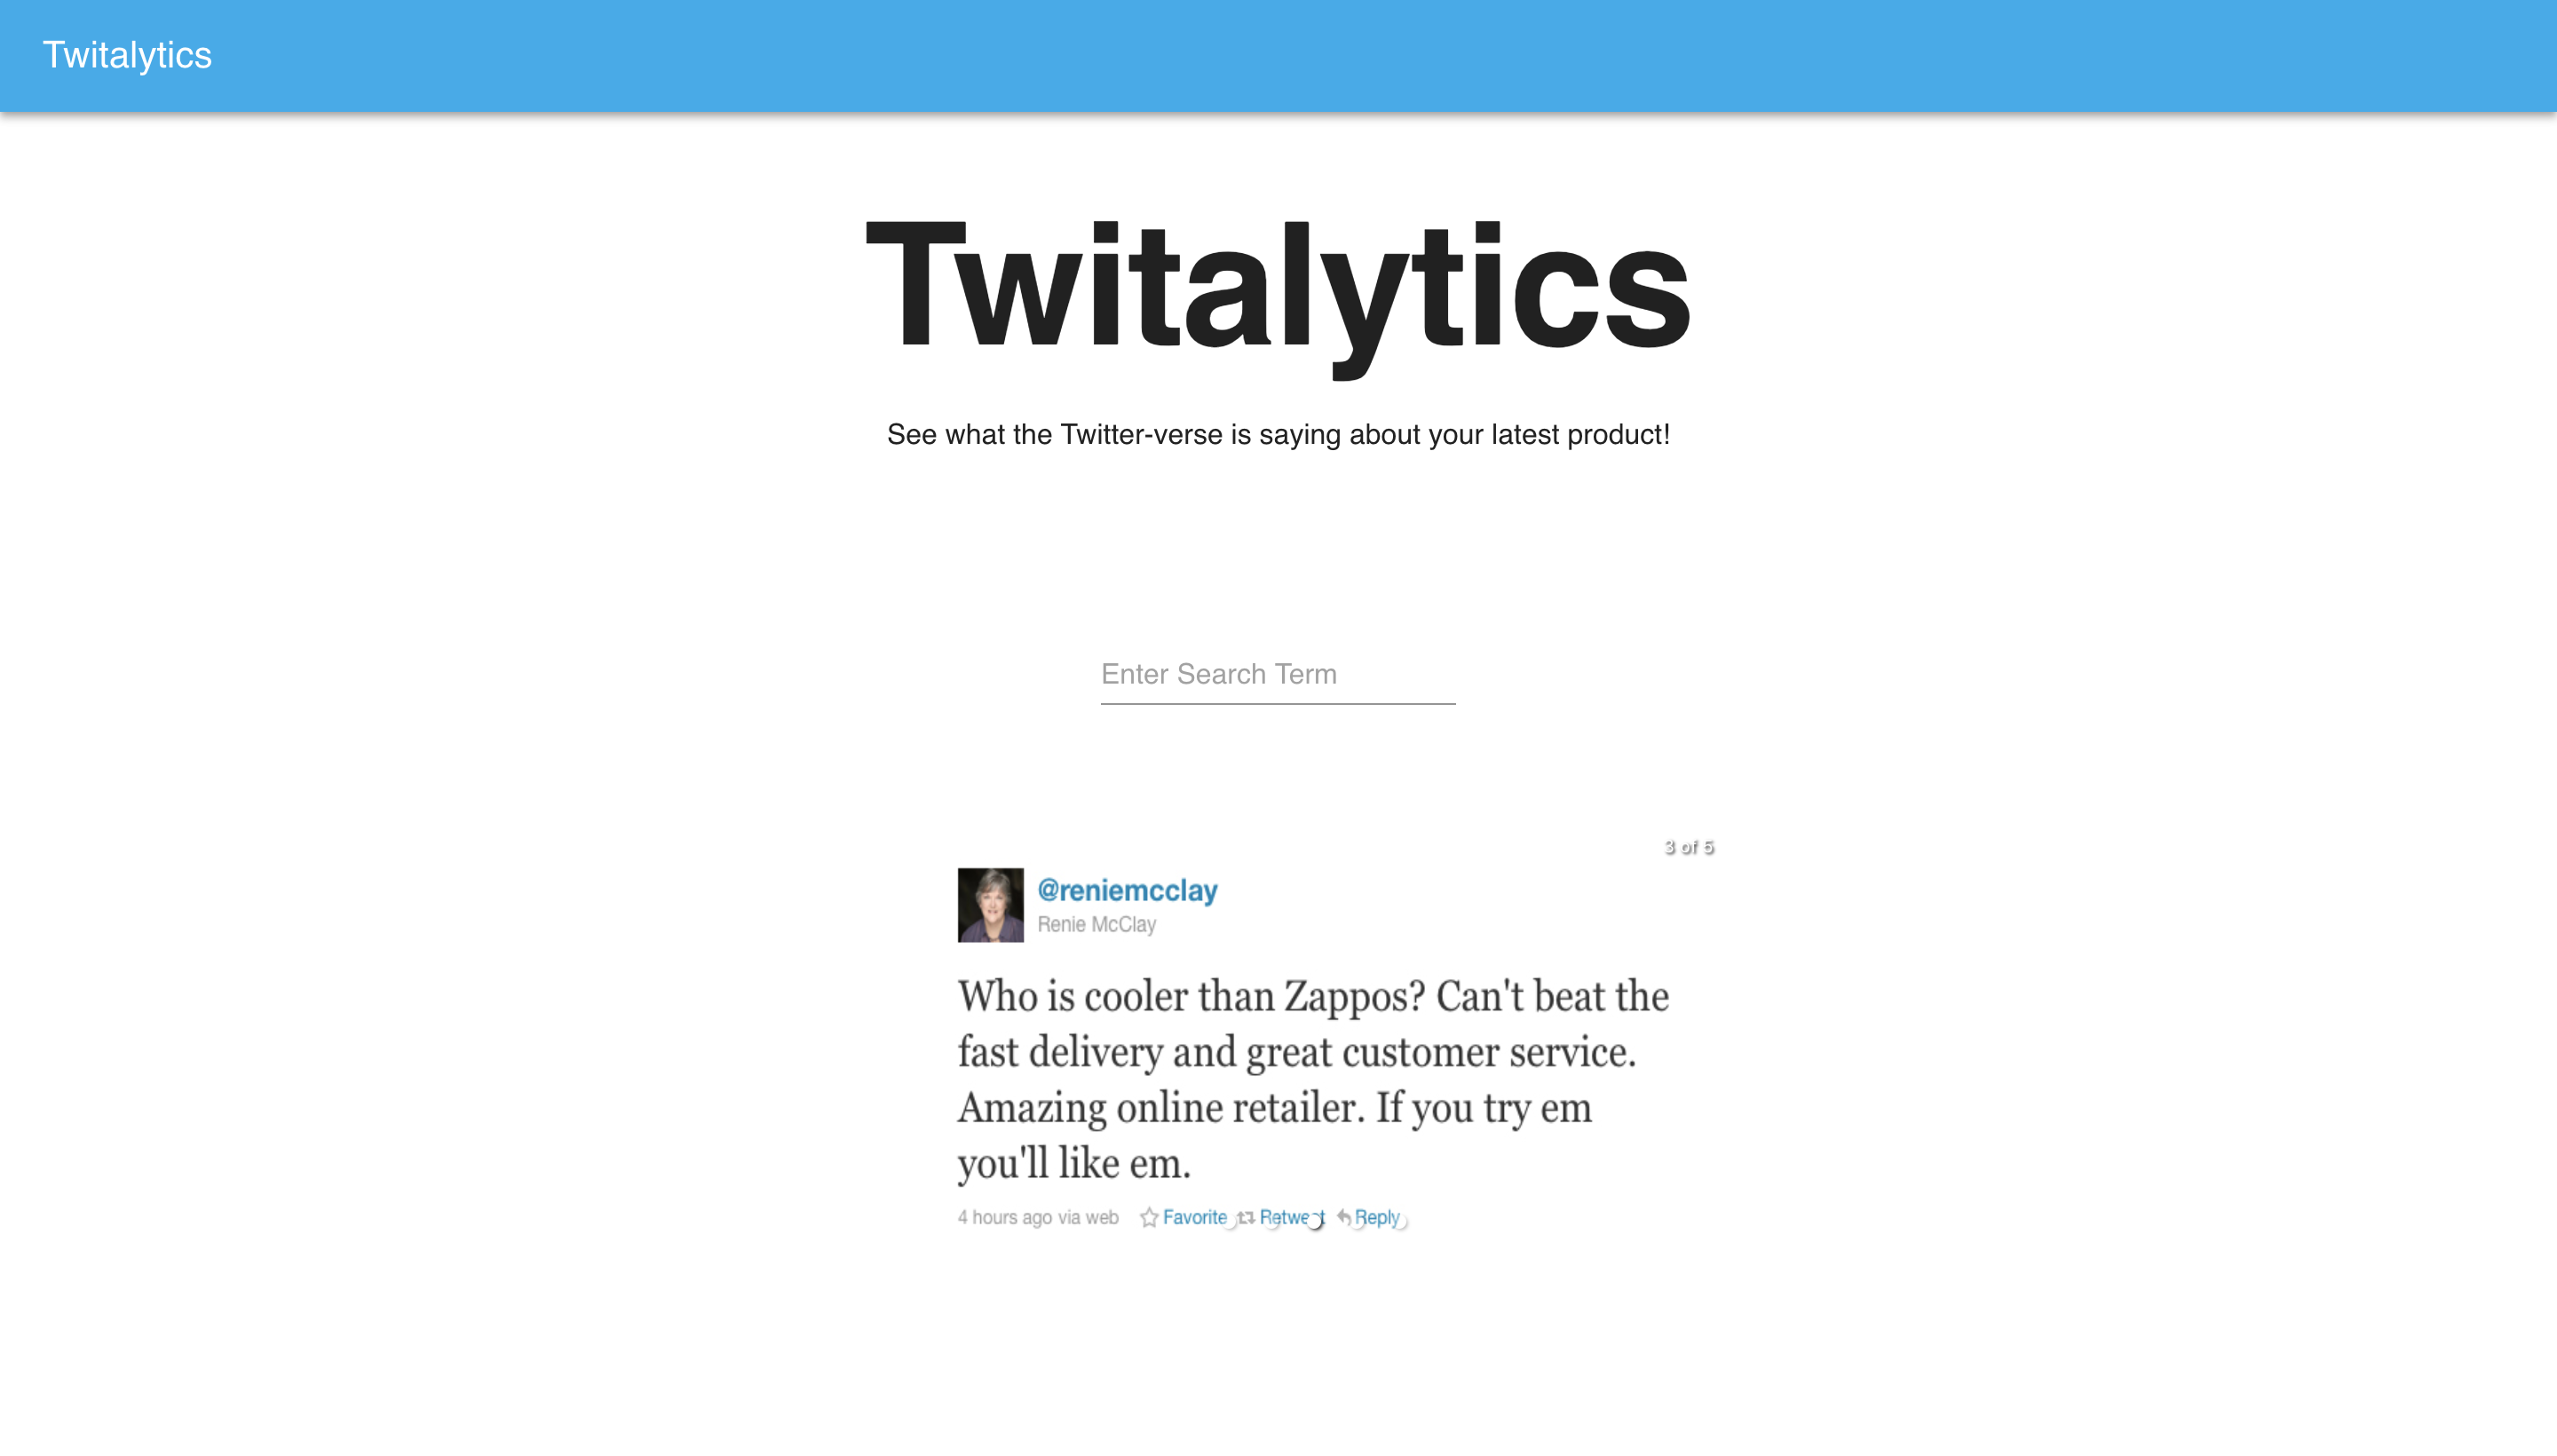 Twitalytics
Twitalytics
See what the Twitter-verse is saying about your latest product!
Enter Search Term
3 of 5
@reniemcclay
Renie McClay
Who is cooler than Zappos? Can't beat the
fast delivery and great customer service.
Amazing online retailer. If you try em
you'll like em.
4 hours ago via web Favorite Retweet Reply